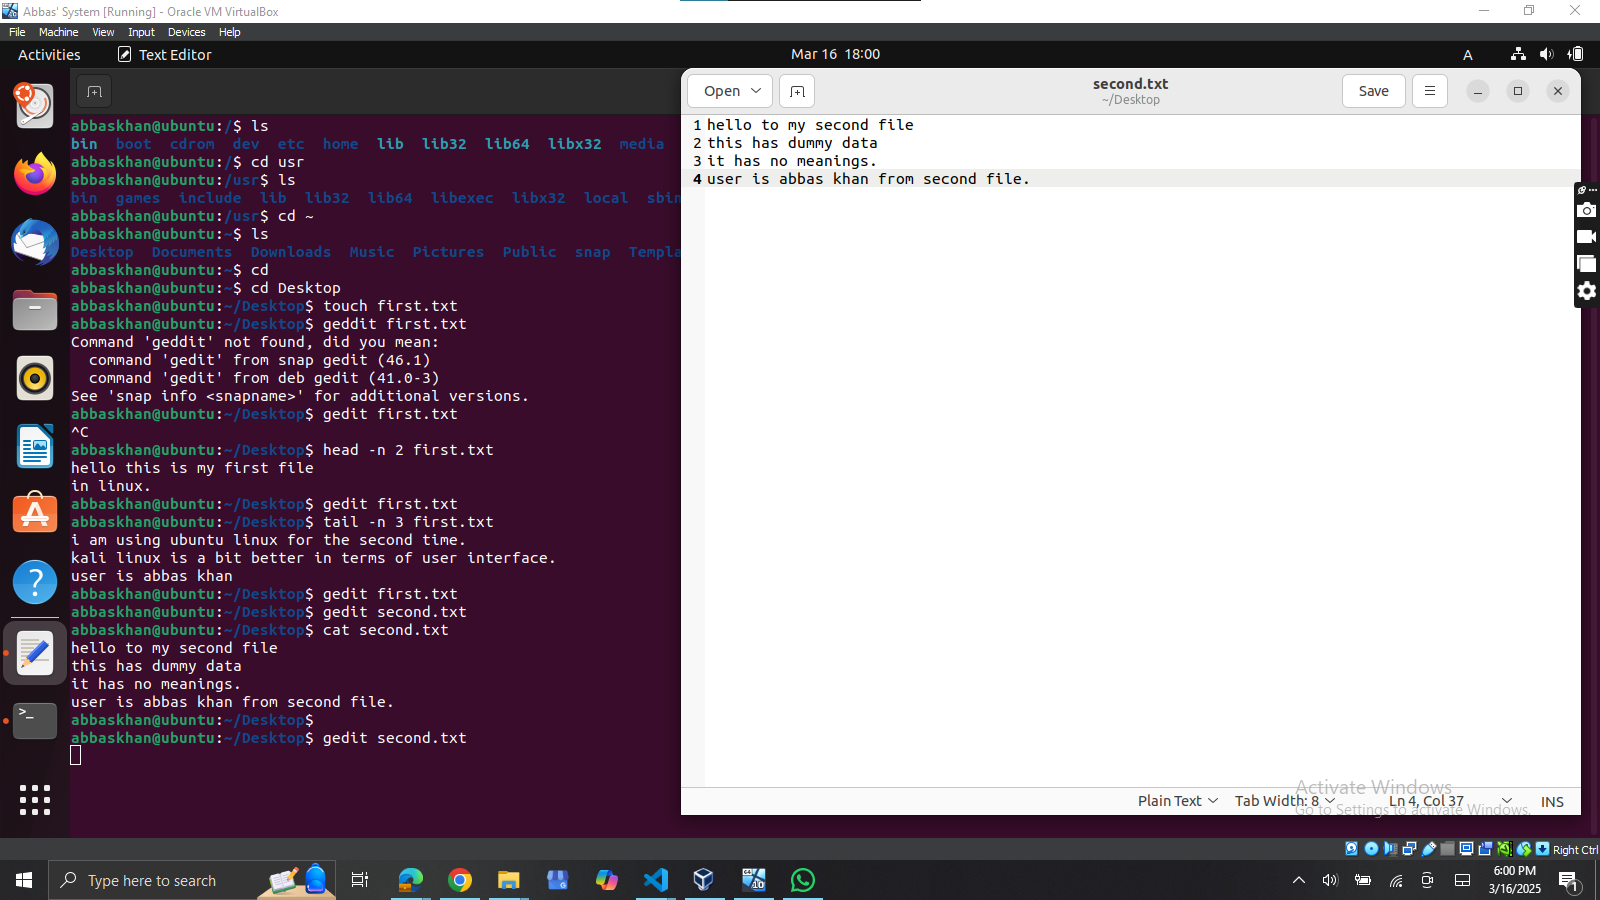 Abbas' System [Running] - Oracle VM VirtualBox
File Machine View Input Devices Help
Activities Text Editor Mar 16 18:00 A
abbaskhan@ubuntu:/$ ls
bin boot cdrom dev etc home lib lib32 lib64 libx32 media
abbaskhan@ubuntu:/$ cd usr
abbaskhan@ubuntu:/usr$ ls
bin games include lib lib32 lib64 libexec libx32 local sbin
abbaskhan@ubuntu:/usr$ cd ~
abbaskhan@ubuntu:~$ ls
Desktop Documents Downloads Music Pictures Public snap Templa
abbaskhan@ubuntu:~$ cd
abbaskhan@ubuntu:~$ cd Desktop
abbaskhan@ubuntu:~/Desktop$ touch first.txt
abbaskhan@ubuntu:~/Desktop$ geddit first.txt
Command 'geddit' not found, did you mean:
command 'gedit' from snap gedit (46.1)
command 'gedit' from deb gedit (41.0-3)
See 'snap info <snapname>' for additional versions.
abbaskhan@ubuntu:~/Desktop$ gedit first.txt
^C
abbaskhan@ubuntu:~/Desktop$ head -n 2 first.txt
hello this is my first file
in linux.
abbaskhan@ubuntu:~/Desktop$ gedit first.txt
abbaskhan@ubuntu:~/Desktop$ tail -n 3 first.txt
i am using ubuntu linux for the second time.
kali linux is a bit better in terms of user interface.
user is abbas khan
abbaskhan@ubuntu:~/Desktop$ gedit first.txt
abbaskhan@ubuntu:~/Desktop$ gedit second.txt
abbaskhan@ubuntu:~/Desktop$ cat second.txt
hello to my second file
this has dummy data
it has no meanings.
user is abbas khan from second file.
abbaskhan@ubuntu:~/Desktop$
abbaskhan@ubuntu:~/Desktop$ gedit second.txt
Open second.txt Save
~/Desktop
1 hello to my second file
2 this has dummy data
3 it has no meanings.
4 user is abbas khan from second file.
Activate Windows
Go to Settings to activate Windows.
Plain Text Tab Width: 8 Ln 4, Col 37 INS
Right Ctrl
Type here to search
6:00 PM
3/16/2025
1